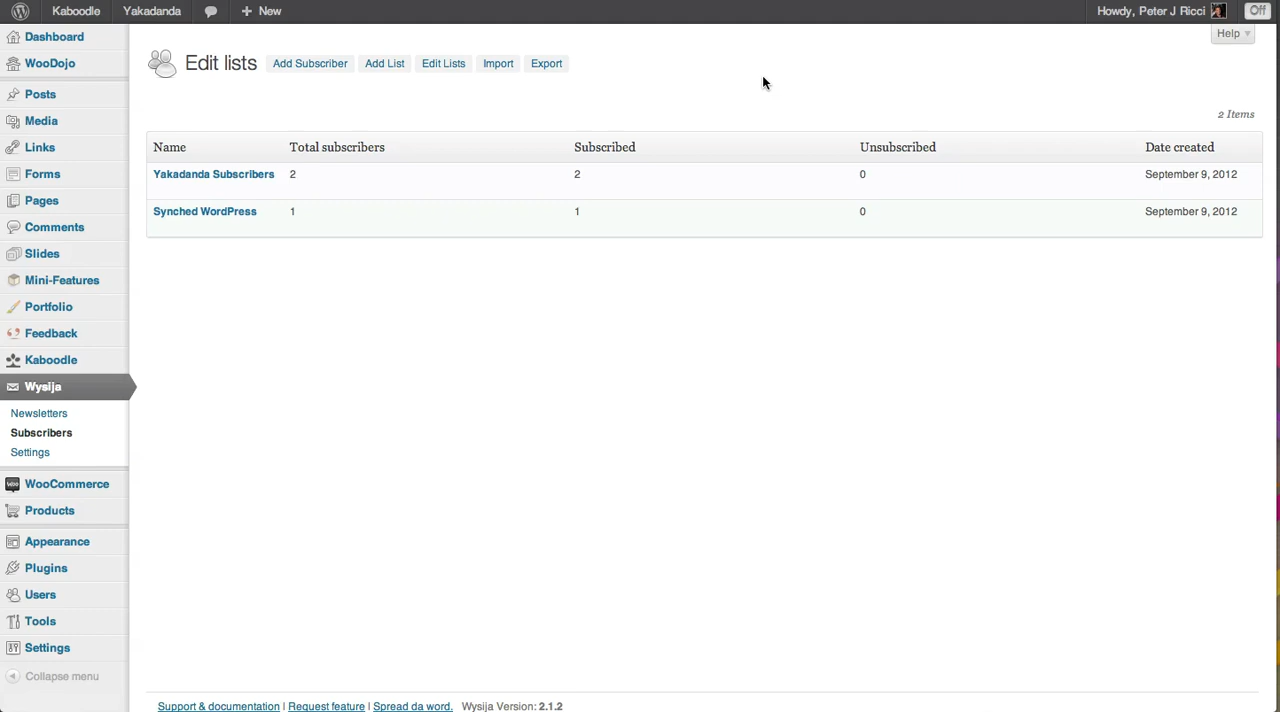 Kaboodle Yakadanda + New Howdy, Peter J Ricci Off
Help
Dashboard
WooDojo
Posts
Media
Links
Forms
Pages
Comments
Slides
Mini-Features
Portfolio
Feedback
Kaboodle
Wysija
Newsletters
Subscribers
Settings
WooCommerce
Products
Appearance
Plugins
Users
Tools
Settings
Collapse menu
Edit lists Add Subscriber Add List Edit Lists Import Export
2 Items
Name Total subscribers Subscribed Unsubscribed Date created
Yakadanda Subscribers 2 2 0 September 9, 2012
Synched WordPress 1 1 0 September 9, 2012
Support & documentation | Request feature | Spread da word. Wysija Version: 2.1.2